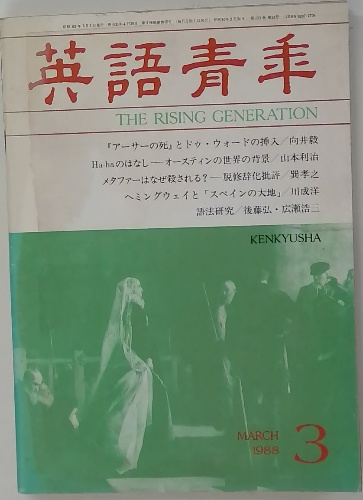 英語青年
THE RISING GENERATION
『アーサーの死』とドゥ・ウォードの挿入／向井毅
Ha-haのはなし──オースティンの世界の背景／山本利治
メタファーはなぜ殺される？──脱修辞化批評／巽孝之
ヘミングウェイと「スペインの大地」／川成洋
語法研究／後藤弘・広瀬浩三
KENKYUSHA
MARCH
1988
3